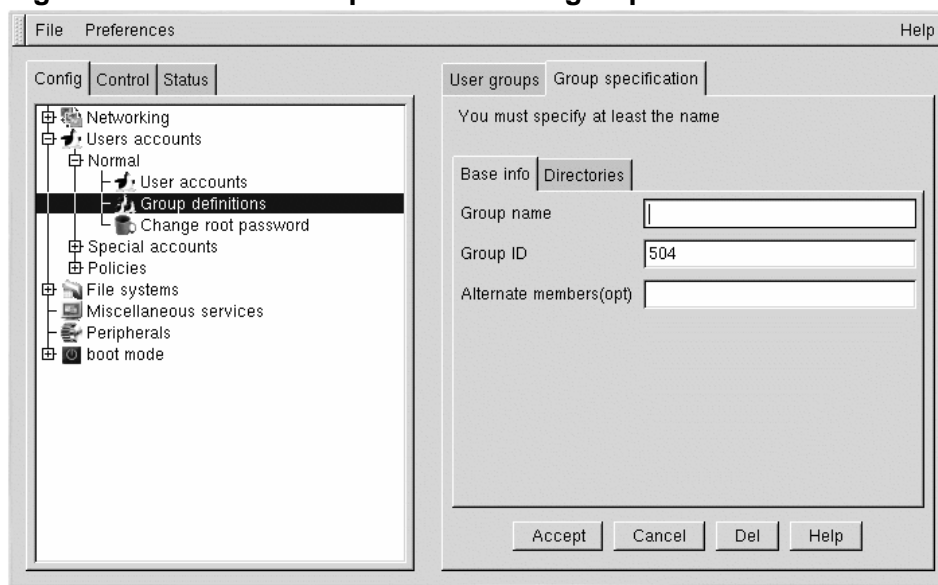 File Preferences Help
Config Control Status
Networking
Users accounts
Normal
User accounts
Group definitions
Change root password
Special accounts
Policies
File systems
Miscellaneous services
Peripherals
boot mode
User groups Group specification
You must specify at least the name
Base info Directories
Group name
Group ID 504
Alternate members(opt)
Accept Cancel Del Help